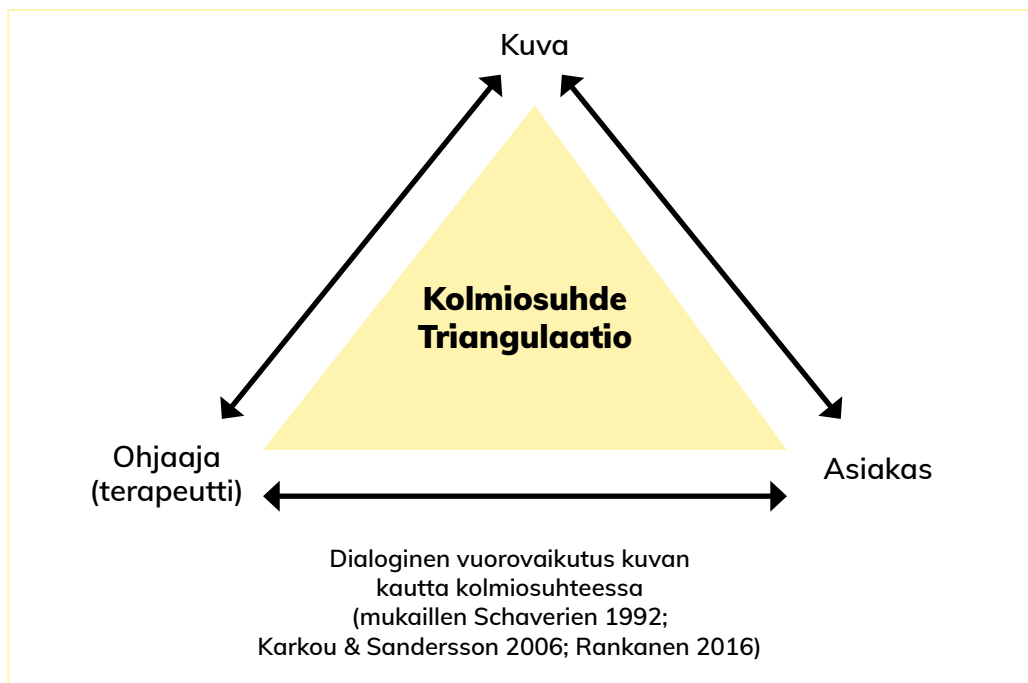 Kuva
Kolmiosuhde
Triangulaatio
Ohjaaja
(terapeutti)
Asiakas
Dialoginen vuorovaikutus kuvan
kautta kolmiosuhteessa
(mukaillen Schaverien 1992;
Karkou & Sandersson 2006; Rankanen 2016)